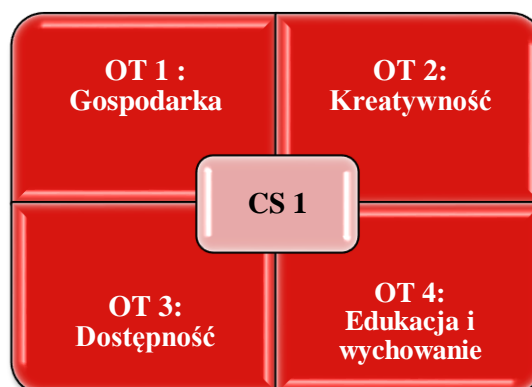 OT 1 :
Gospodarka
OT 2:
Kreatywność
CS 1
OT 3:
Dostępność
OT 4:
Edukacja i
wychowanie